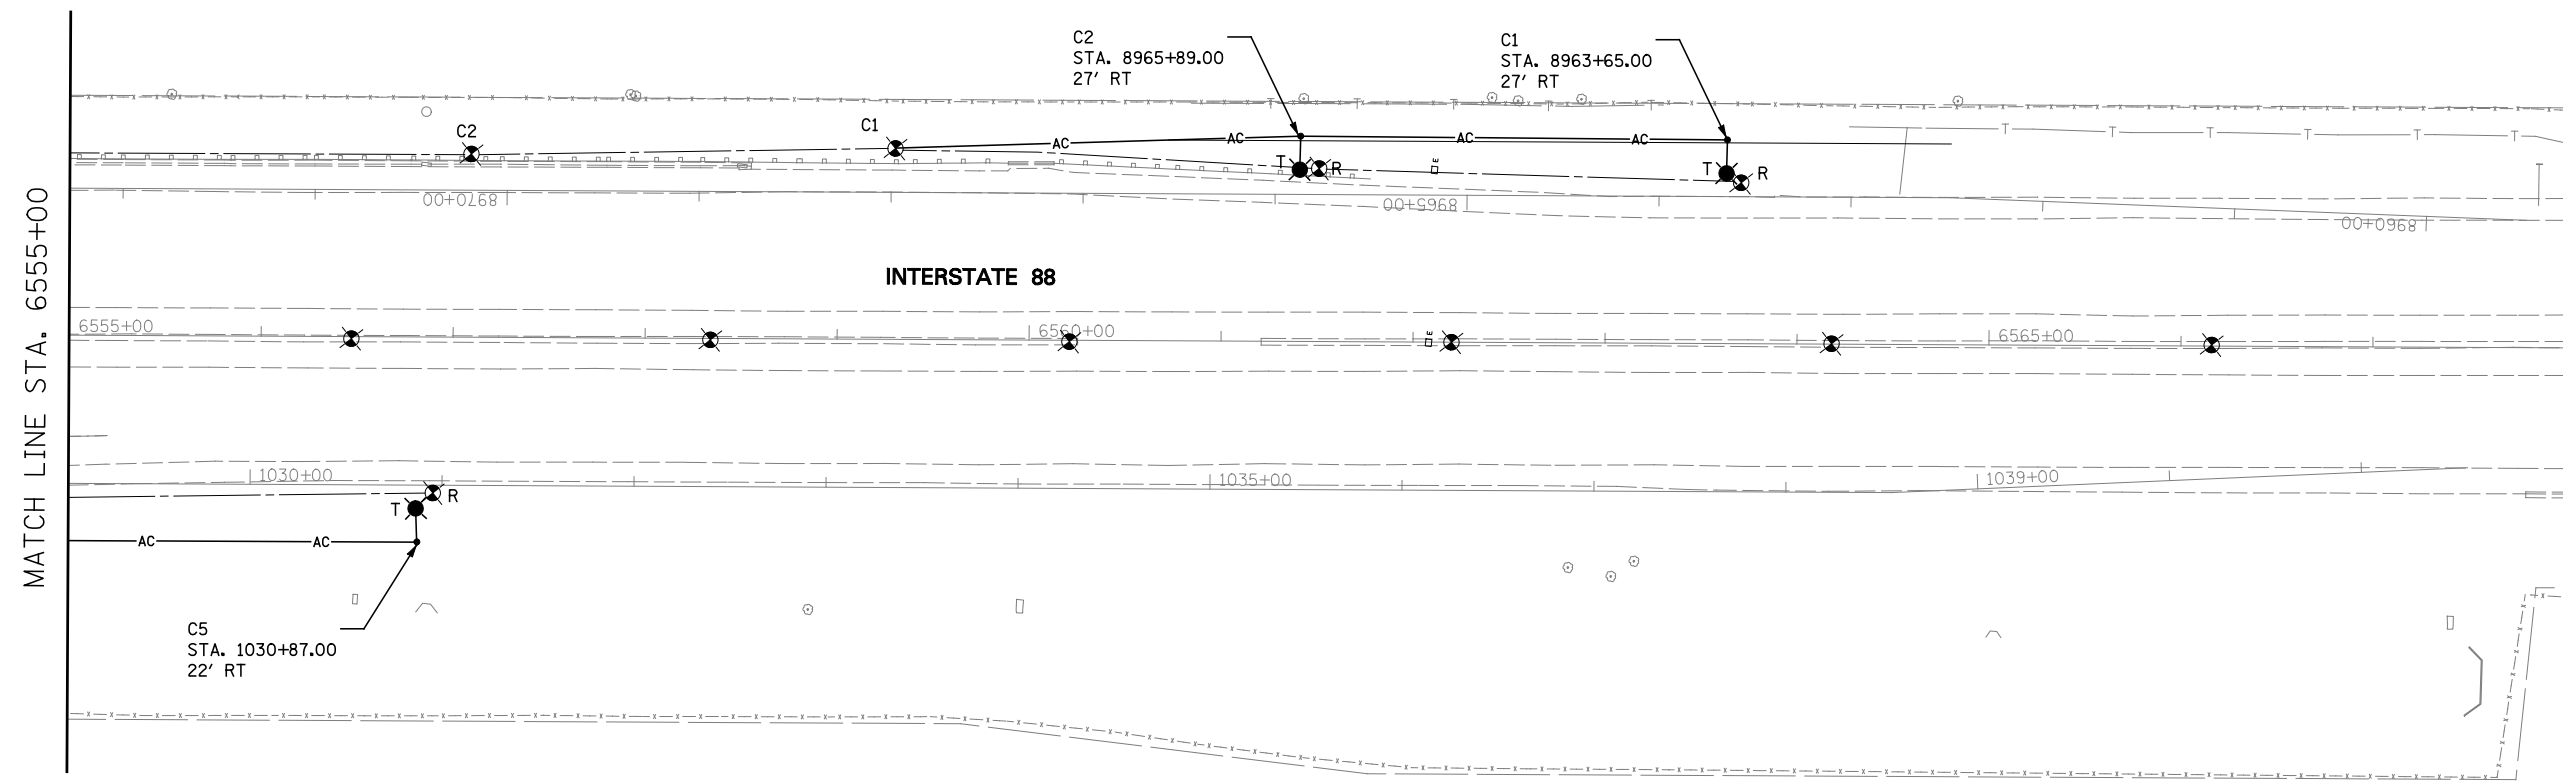 C2
STA. 8965+89.00
27' RT
C1
STA. 8963+65.00
27' RT
C2
C1
AC
AC
AC
AC
T
R
E
T
R
8970+00
8965+00
8960+00
INTERSTATE 88
MATCH LINE STA. 6555+00
6555+00
6560+00
E
6565+00
1030+00
1035+00
1039+00
T
R
AC
AC
C5
STA. 1030+87.00
22' RT